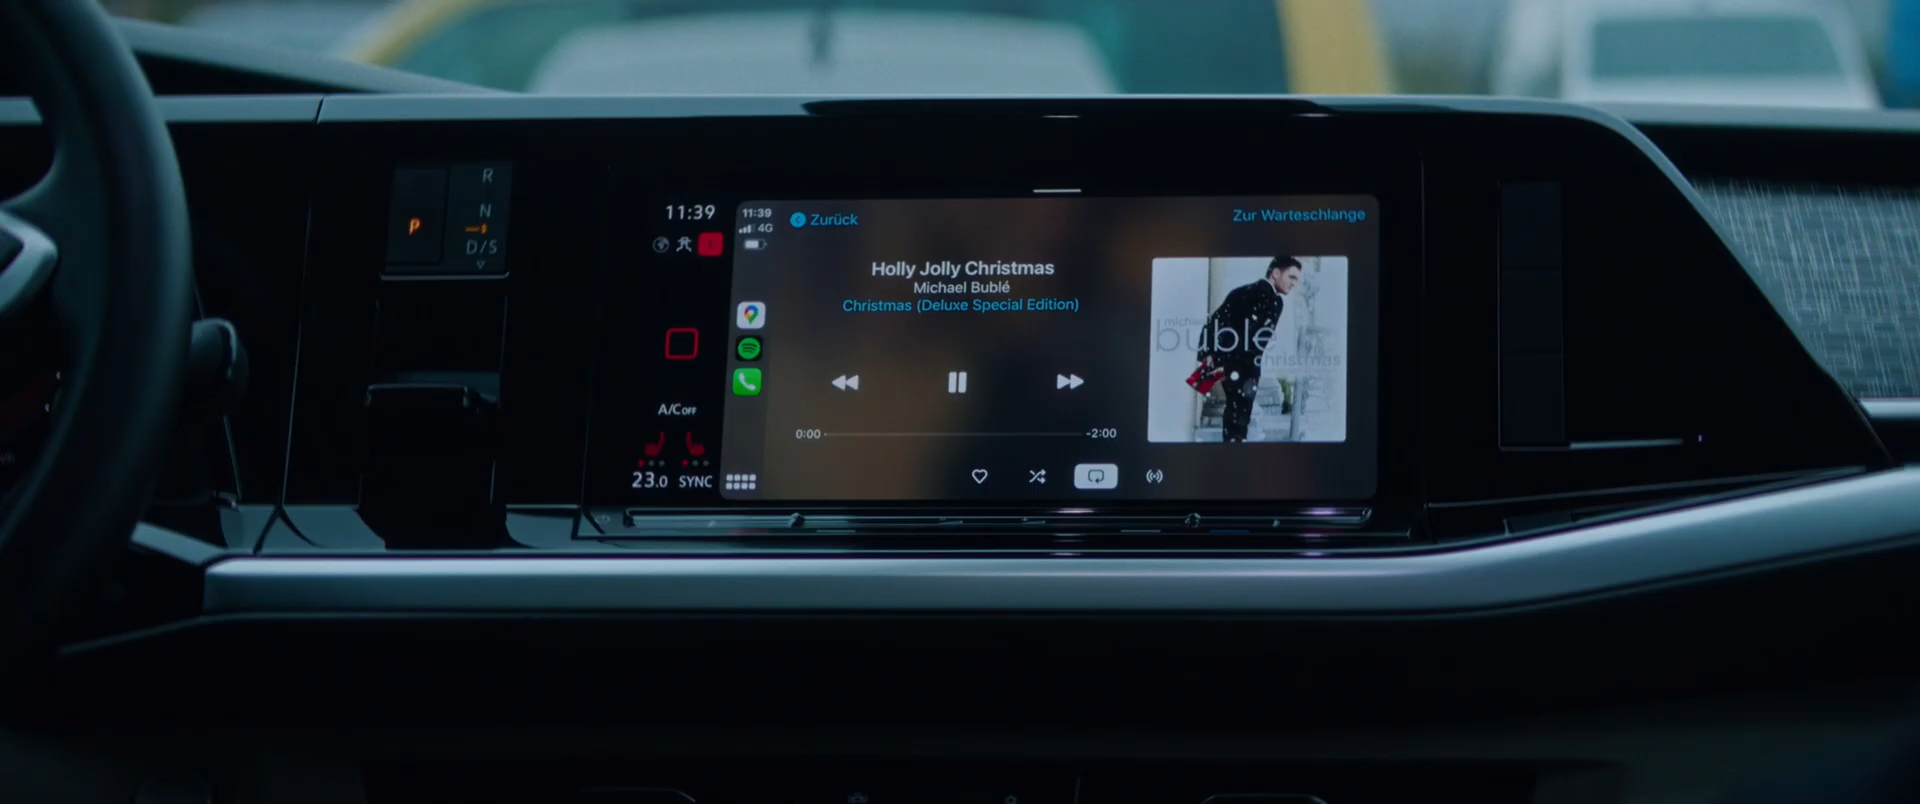 R
N
D/S
P
11:39
11:39
4G
Zurück
Zur Warteschlange
Holly Jolly Christmas
Michael Bublé
Christmas (Deluxe Special Edition)
michael
bublé
christmas
0:00
-2:00
A/C OFF
23.0 SYNC